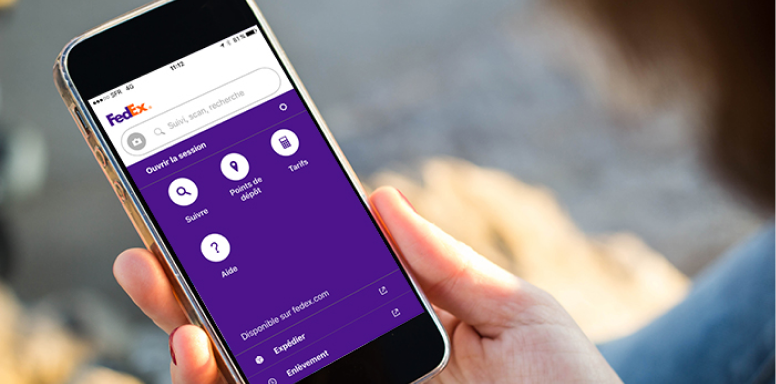 SFR 4G
11:12
83 %
FedEx
Suivi, scan, recherche
Ouvrir la session
Suivre
Points de
dépôt
Tarifs
?
Aide
Disponible sur fedex.com
Expédier
Enlèvement